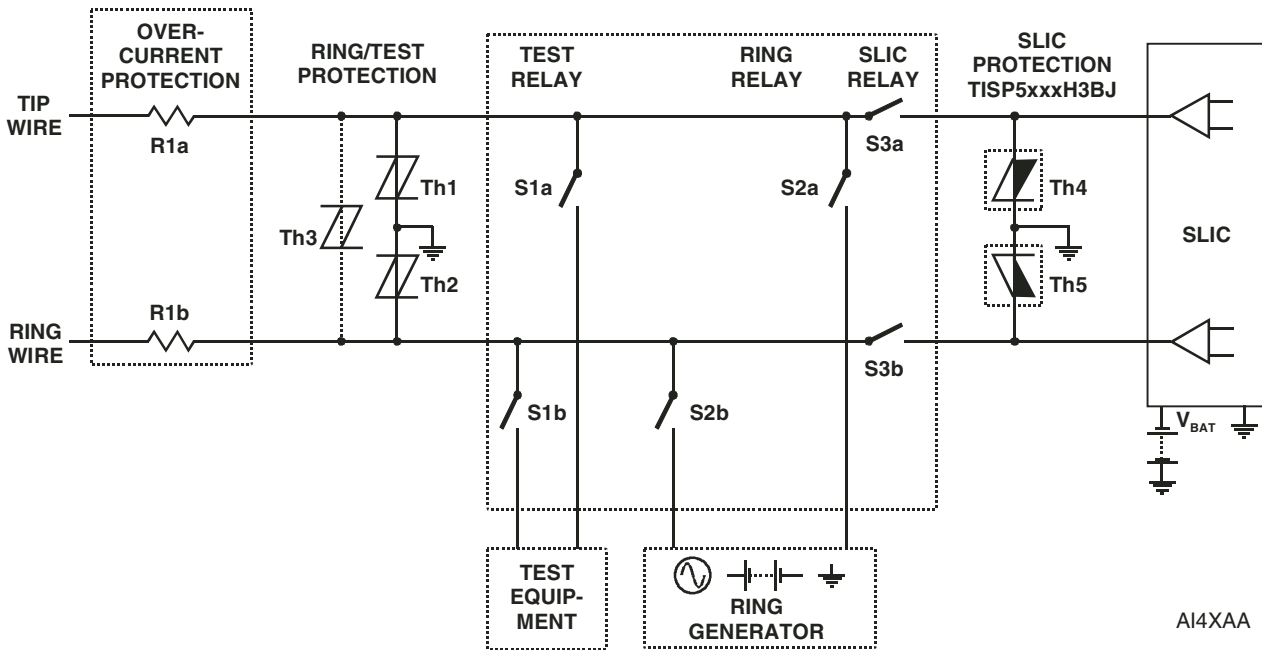 OVER-
CURRENT
PROTECTION
RING/TEST
PROTECTION
TEST
RELAY
RING
RELAY
SLIC
RELAY
SLIC
PROTECTION
TISP5xxxH3BJ
TIP
WIRE
R1a
S3a
Th1
S1a
S2a
Th4
Th3
SLIC
Th2
Th5
R1b
RING
WIRE
S3b
S1b
S2b
VBAT
TEST
EQUIP-
MENT
RING
GENERATOR
AI4XAA